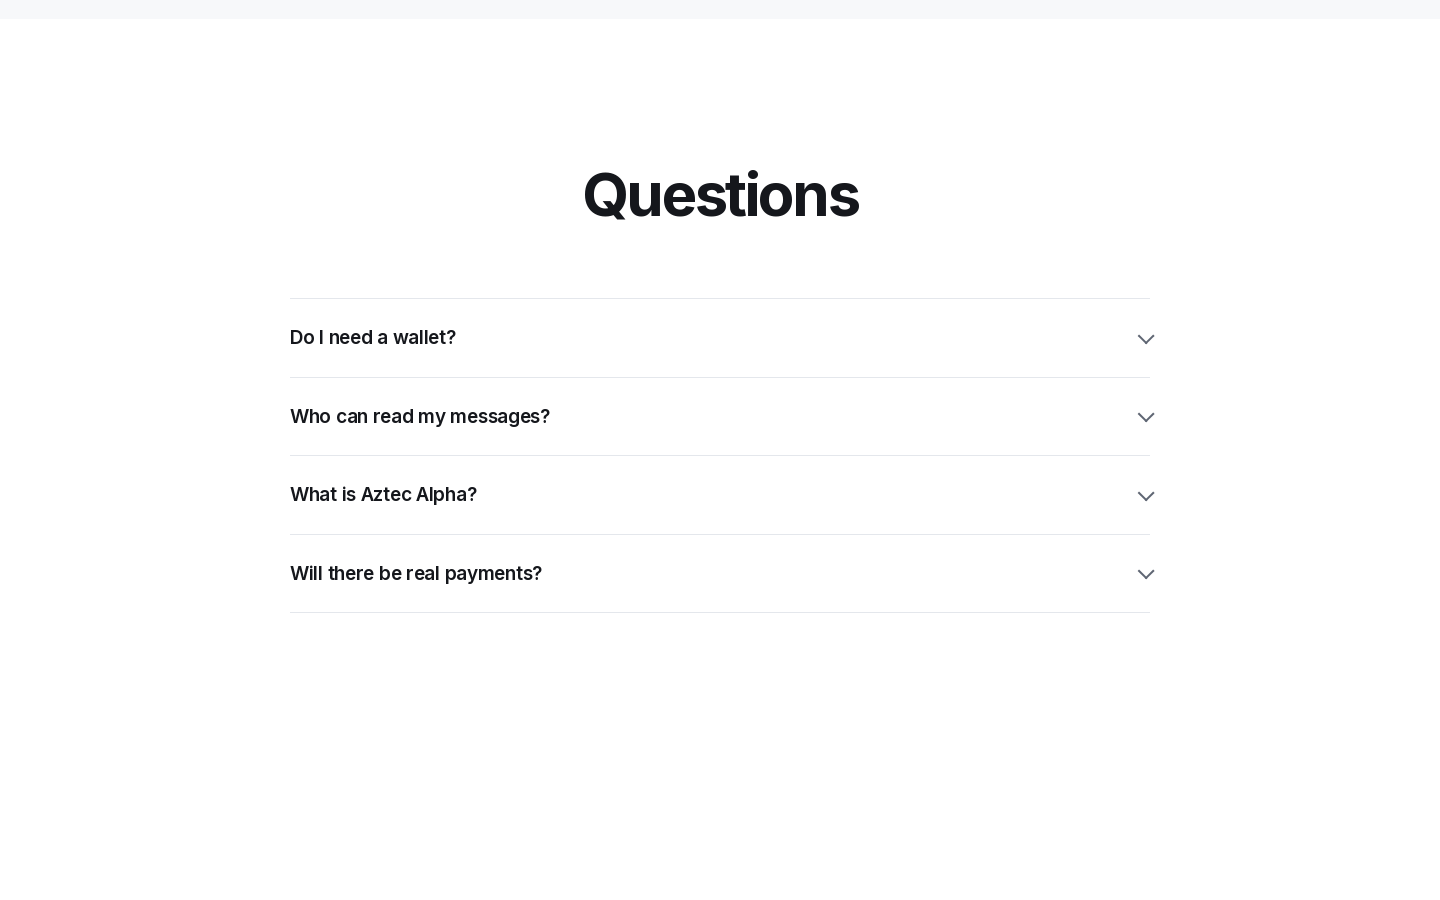 Questions
Do I need a wallet?
Who can read my messages?
What is Aztec Alpha?
Will there be real payments?